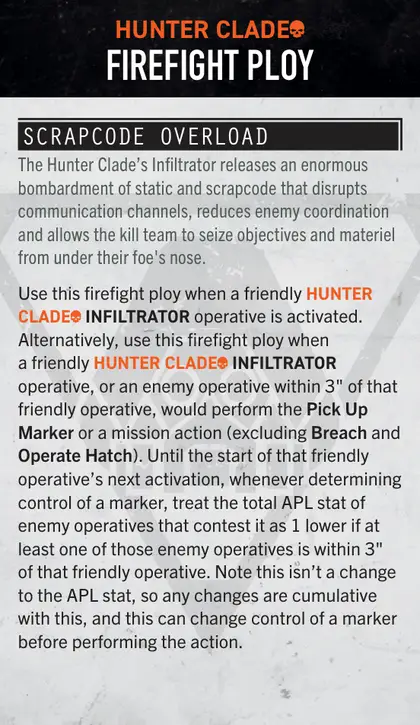 HUNTER CLADE
FIREFIGHT PLOY
SCRAPCODE OVERLOAD
The Hunter Clade's Infiltrator releases an enormous
bombardment of static and scrapcode that disrupts
communication channels, reduces enemy coordination
and allows the kill team to seize objectives and materiel
from under their foe's nose.
Use this firefight ploy when a friendly HUNTER
CLADE INFILTRATOR operative is activated.
Alternatively, use this firefight ploy when
a friendly HUNTER CLADE INFILTRATOR
operative, or an enemy operative within 3" of that
friendly operative, would perform the Pick Up
Marker or a mission action (excluding Breach and
Operate Hatch). Until the start of that friendly
operative's next activation, whenever determining
control of a marker, treat the total APL stat of
enemy operatives that contest it as 1 lower if at
least one of those enemy operatives is within 3"
of that friendly operative. Note this isn't a change
to the APL stat, so any changes are cumulative
with this, and this can change control of a marker
before performing the action.